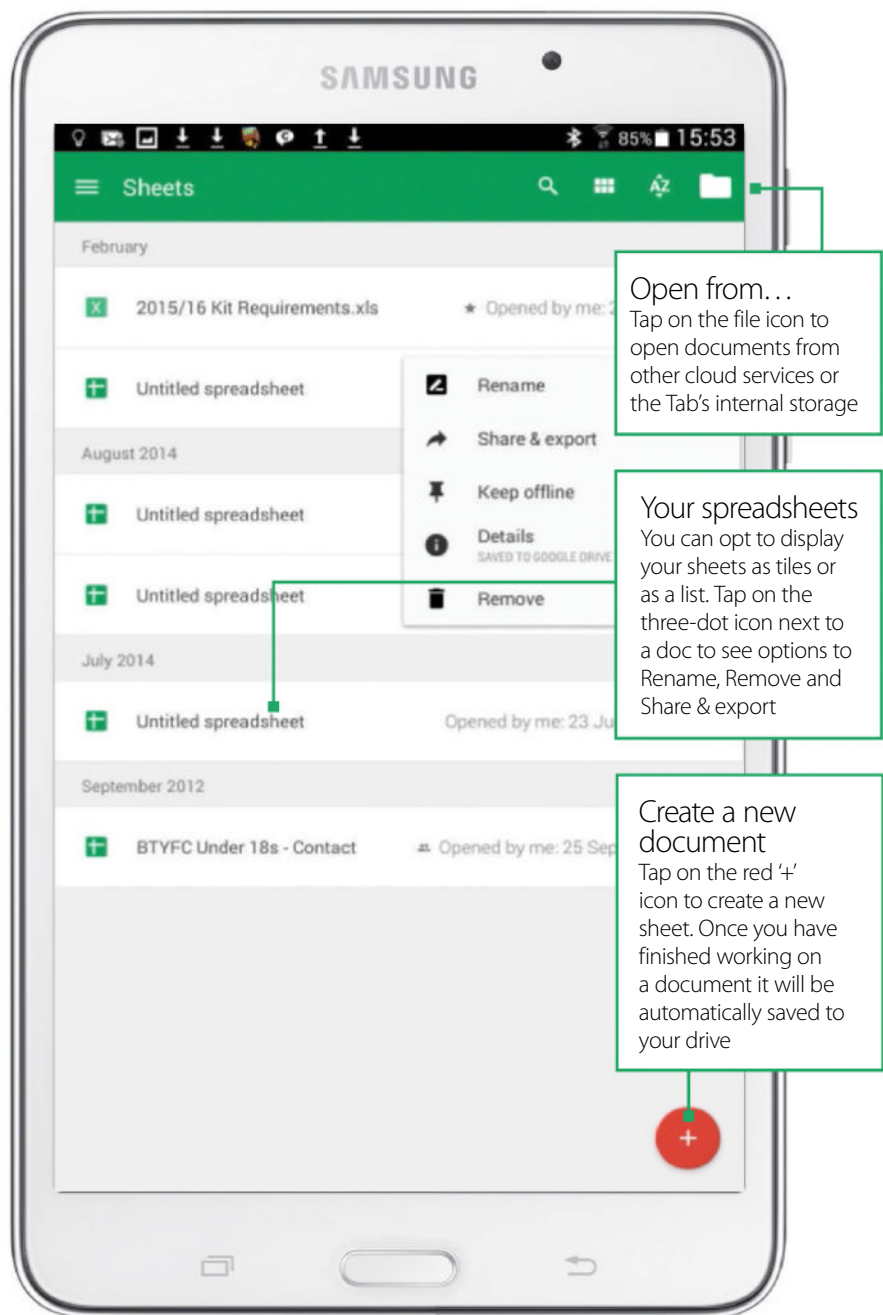 SAMSUNG
85% 15:53
Sheets
AZ
February
2015/16 Kit Requirements.xls
Opened by me: 2
Untitled spreadsheet
Rename
Share & export
Keep offline
Details
SAVED TO GOOGLE DRIVE
Remove
August 2014
Untitled spreadsheet
Untitled spreadsheet
July 2014
Untitled spreadsheet
Opened by me: 23 Ju
September 2012
BTYFC Under 18s - Contact
Opened by me: 25 Sep
+
Open from...
Tap on the file icon to
open documents from
other cloud services or
the Tab's internal storage
Your spreadsheets
You can opt to display
your sheets as tiles or
as a list. Tap on the
three-dot icon next to
a doc to see options to
Rename, Remove and
Share & export
Create a new
document
Tap on the red ‘+’
icon to create a new
sheet. Once you have
finished working on
a document it will be
automatically saved to
your drive